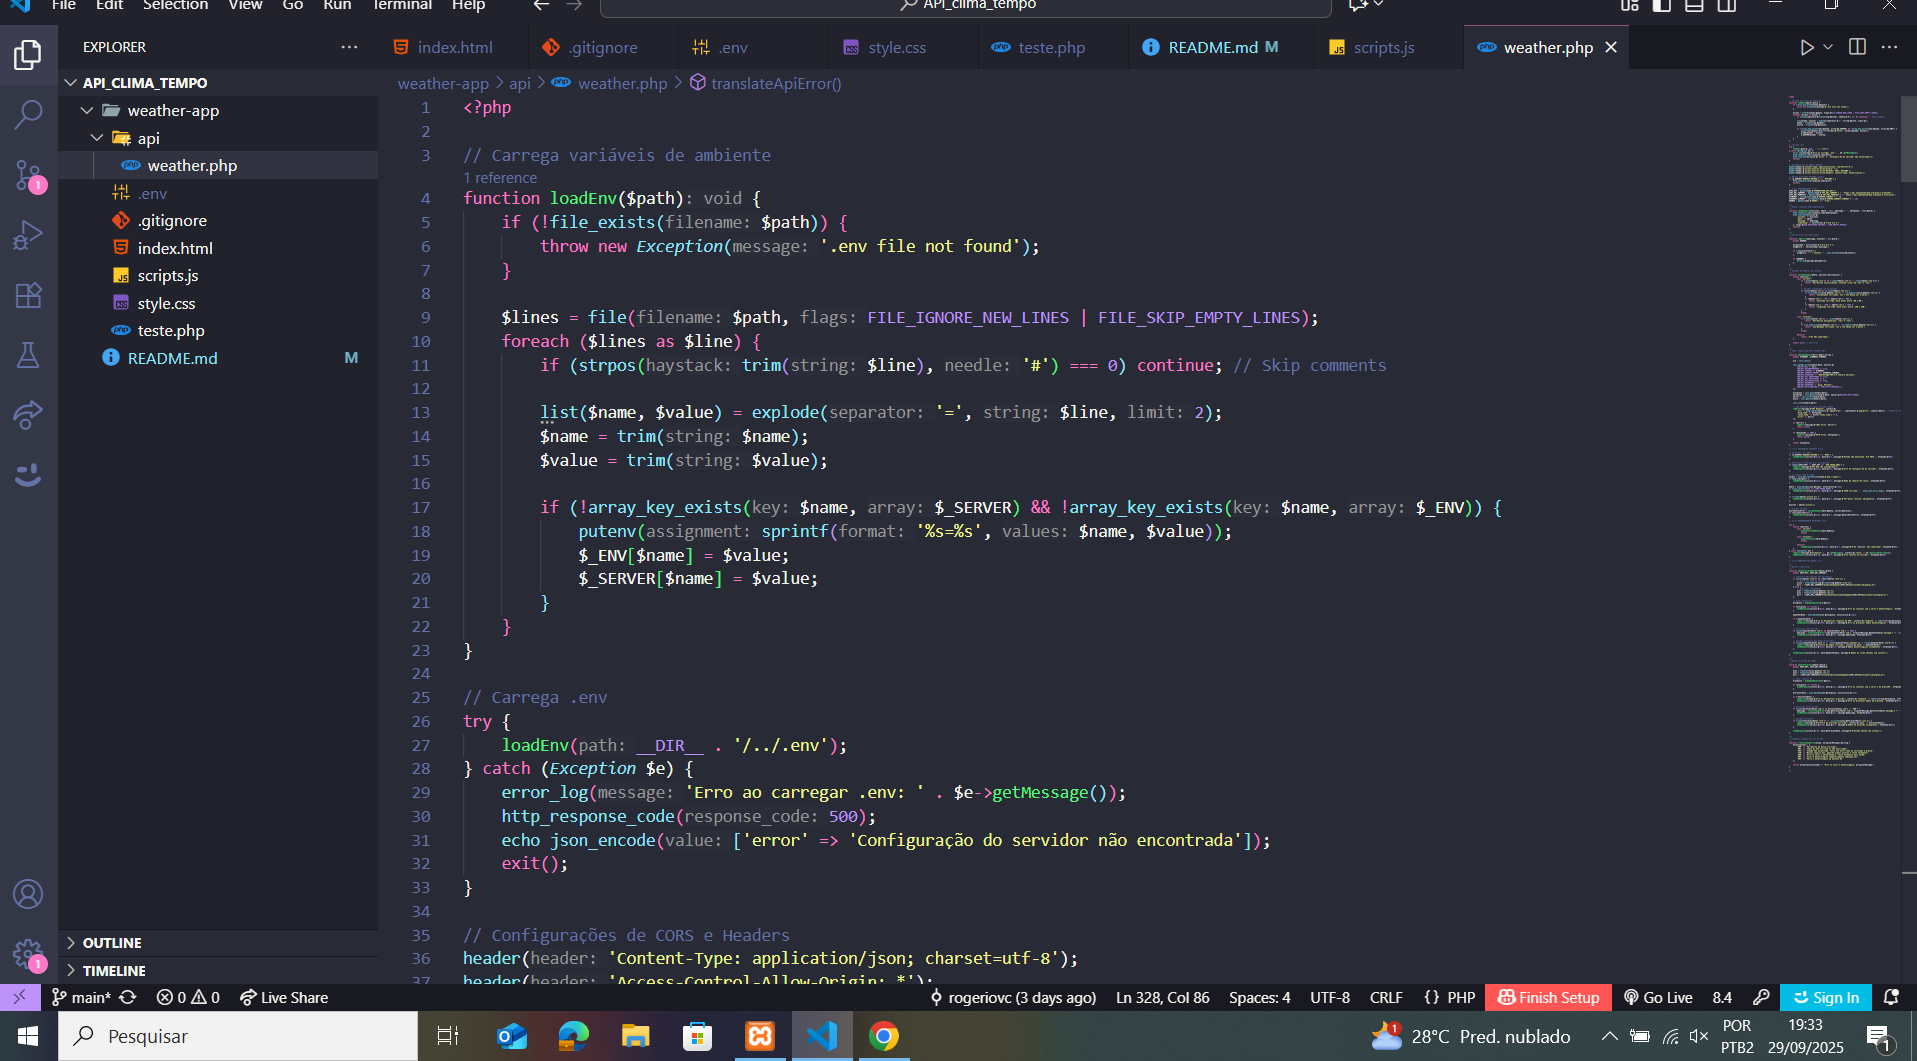 File Edit Selection View Go Run Terminal Help
API_clima_tempo
EXPLORER
index.html
.gitignore
.env
style.css
teste.php
README.md M
scripts.js
weather.php
API_CLIMA_TEMPO
weather-app
api
weather.php
.env
.gitignore
index.html
scripts.js
style.css
teste.php
README.md M
OUTLINE
TIMELINE
1
1
weather-app > api > weather.php > translateApiError()
1 <?php
2
3 // Carrega variáveis de ambiente
1 reference
4 function loadEnv($path): void {
5 if (!file_exists(filename: $path)) {
6 throw new Exception(message: '.env file not found');
7 }
8
9 $lines = file(filename: $path, flags: FILE_IGNORE_NEW_LINES | FILE_SKIP_EMPTY_LINES);
10 foreach ($lines as $line) {
11 if (strpos(haystack: trim(string: $line), needle: '#') === 0) continue; // Skip comments
12
13 list($name, $value) = explode(separator: '=', string: $line, limit: 2);
14 $name = trim(string: $name);
15 $value = trim(string: $value);
16
17 if (!array_key_exists(key: $name, array: $_SERVER) && !array_key_exists(key: $name, array: $_ENV)) {
18 putenv(assignment: sprintf(format: '%s=%s', values: $name, $value));
19 $_ENV[$name] = $value;
20 $_SERVER[$name] = $value;
21 }
22 }
23 }
24
25 // Carrega .env
26 try {
27 loadEnv(path: __DIR__ . '/../.env');
28 } catch (Exception $e) {
29 error_log(message: 'Erro ao carregar .env: ' . $e->getMessage());
30 http_response_code(response_code: 500);
31 echo json_encode(value: ['error' => 'Configuração do servidor não encontrada']);
32 exit();
33 }
34
35 // Configurações de CORS e Headers
36 header(header: 'Content-Type: application/json; charset=utf-8');
37 header(header: 'Access-Control-Allow-Origin: *');
main* 0 0 Live Share
rogeriovc (3 days ago) Ln 328, Col 86 Spaces: 4 UTF-8 CRLF {} PHP Finish Setup Go Live 8.4 Sign In
Pesquisar
1
28°C Pred. nublado
POR
PTB2
19:33
29/09/2025
1